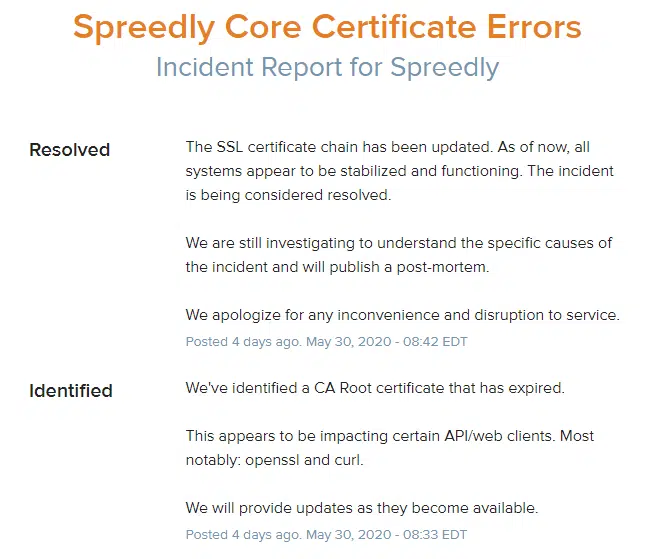 Spreedly Core Certificate Errors
Incident Report for Spreedly
Resolved
The SSL certificate chain has been updated. As of now, all
systems appear to be stabilized and functioning. The incident
is being considered resolved.
We are still investigating to understand the specific causes of
the incident and will publish a post-mortem.
We apologize for any inconvenience and disruption to service.
Posted 4 days ago. May 30, 2020 - 08:42 EDT
Identified
We've identified a CA Root certificate that has expired.
This appears to be impacting certain API/web clients. Most
notably: openssl and curl.
We will provide updates as they become available.
Posted 4 days ago. May 30, 2020 - 08:33 EDT